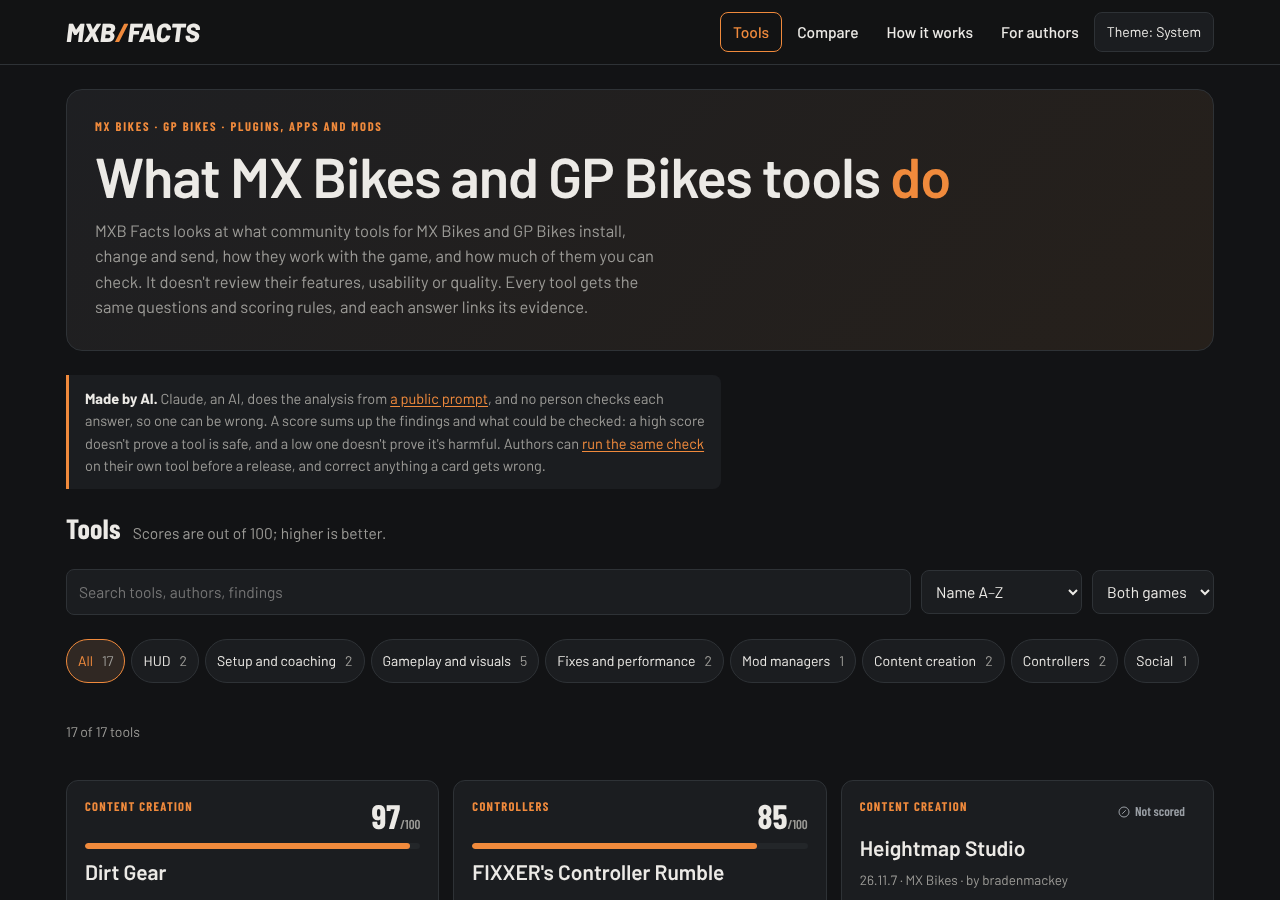 MXB/FACTS
Tools
Compare
How it works
For authors
Theme: System
MX BIKES · GP BIKES · PLUGINS, APPS AND MODS
What MX Bikes and GP Bikes tools do
MXB Facts looks at what community tools for MX Bikes and GP Bikes install,
change and send, how they work with the game, and how much of them you can
check. It doesn't review their features, usability or quality. Every tool gets the
same questions and scoring rules, and each answer links its evidence.
Made by AI. Claude, an AI, does the analysis from a public prompt, and no person checks each
answer, so one can be wrong. A score sums up the findings and what could be checked: a high score
doesn't prove a tool is safe, and a low one doesn't prove it's harmful. Authors can run the same check
on their own tool before a release, and correct anything a card gets wrong.
Tools Scores are out of 100; higher is better.
Search tools, authors, findings
Name A–Z
Both games
All 17
HUD 2
Setup and coaching 2
Gameplay and visuals 5
Fixes and performance 2
Mod managers 1
Content creation 2
Controllers 2
Social 1
17 of 17 tools
CONTENT CREATION
97/100
Dirt Gear
CONTROLLERS
85/100
FIXXER's Controller Rumble
CONTENT CREATION
Not scored
Heightmap Studio
26.11.7 · MX Bikes · by bradenmackey